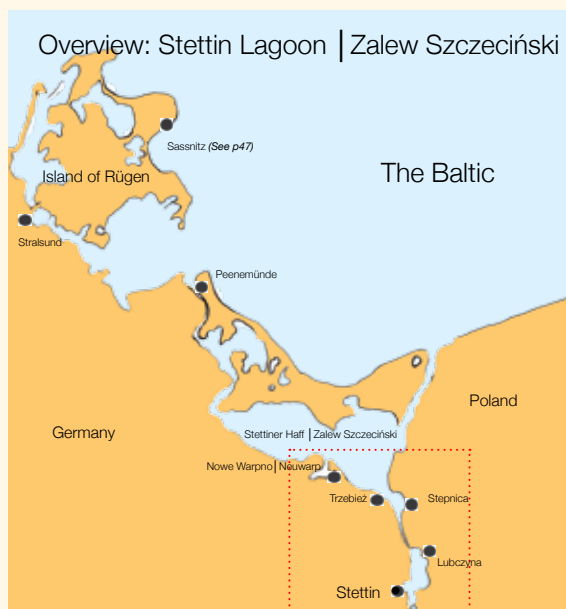 Overview: Stettin Lagoon | Zalew Szczeciński
Sassnitz (See p47)
Island of Rügen
The Baltic
Stralsund
Peenemünde
Poland
Germany
Stettiner Haff | Zalew Szczeciński
Nowe Warpno | Neuwarp
Trzebież
Stepnica
Lubczyna
Stettin